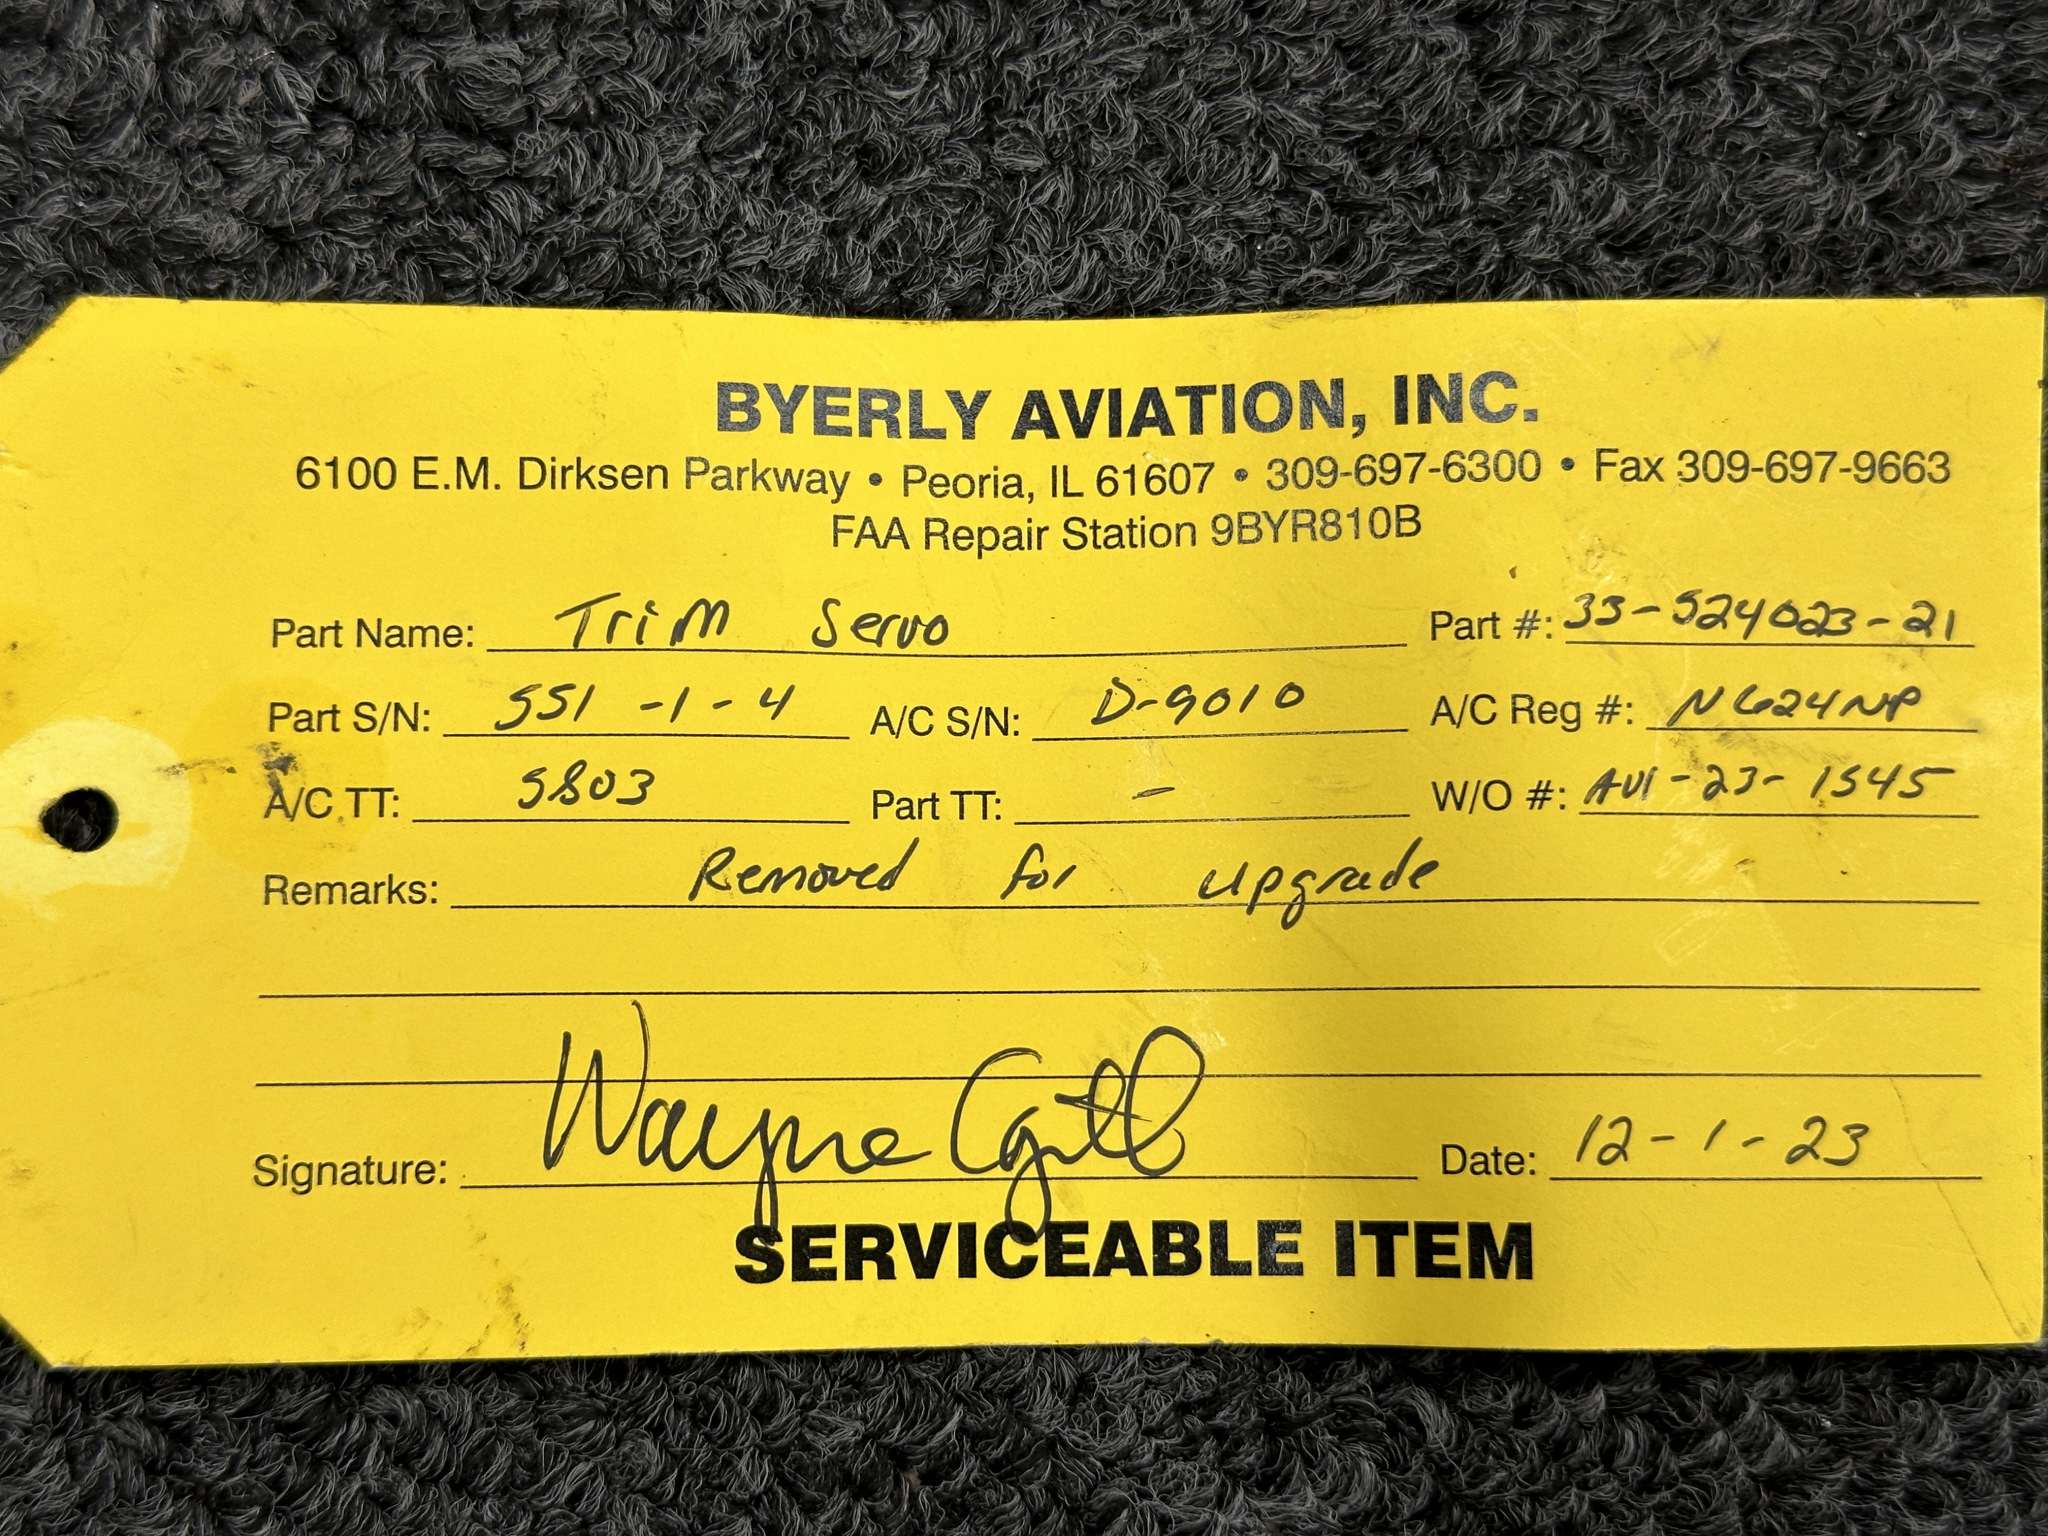 BYERLY AVIATION, INC.
6100 E.M. Dirksen Parkway • Peoria, IL 61607 • 309-697-6300 • Fax 309-697-9663
FAA Repair Station 9BYR810B
Part Name: Trim Servo Part #: 33-524023-21
Part S/N: 551-1-4 A/C S/N: D-9010 A/C Reg #: N624NP
A/C TT: 5803 Part TT: - W/O #: AVI-23-1545
Remarks: Removed for upgrade
Signature: Wayne Date: 12-1-23
SERVICEABLE ITEM